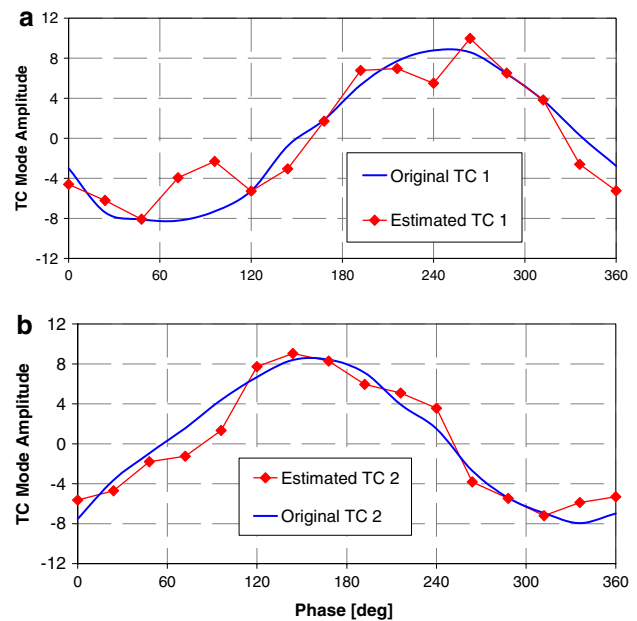 a
TC Mode Amplitude
12
8
4
0
-4
-8
-12
0 60 120 180 240 300 360
Original TC 1
Estimated TC 1
b
TC Mode Amplitude
12
8
4
0
-4
-8
-12
0 60 120 180 240 300 360
Estimated TC 2
Original TC 2
Phase [deg]